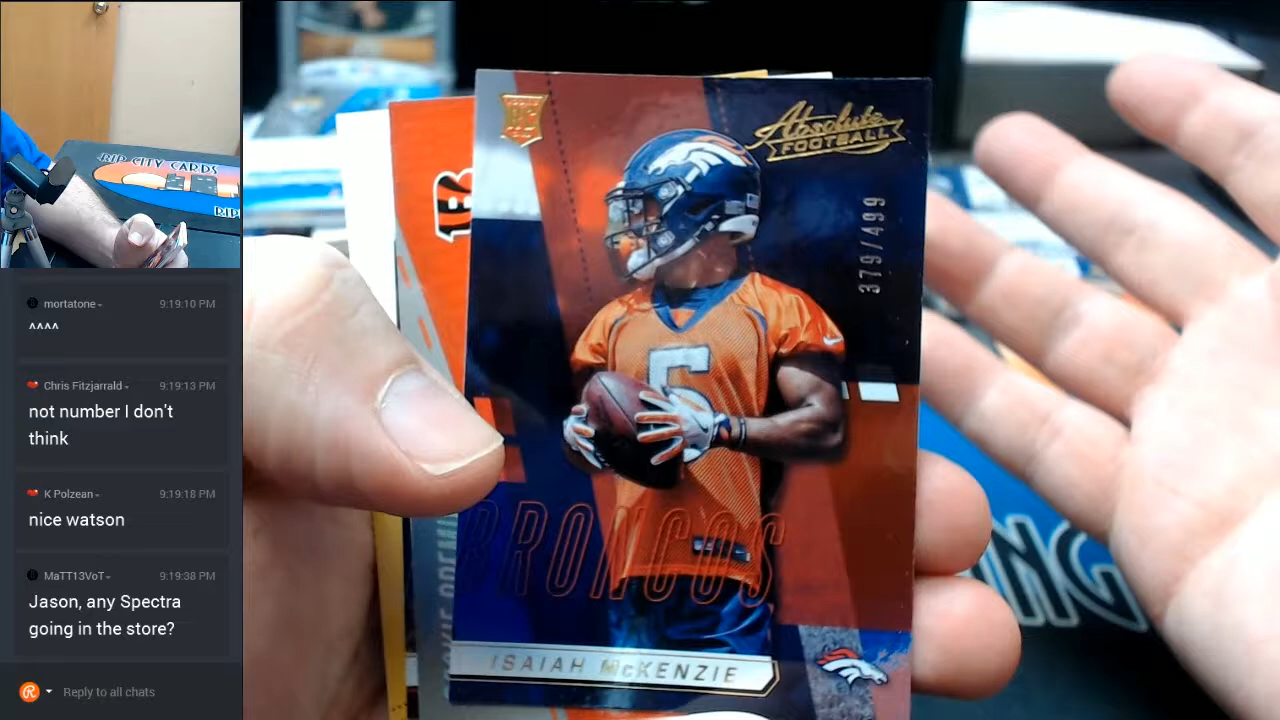 RIP CITY CARDS
RIP
mortatone
9:19:10 PM
^^^^
Chris Fitzjarrald
9:19:13 PM
not number I don't
think
K Polzean
9:19:18 PM
nice watson
MaTT13VoT
9:19:38 PM
Jason, any Spectra
going in the store?
Reply to all chats
Absolute
FOOTBALL
379/499
5
BRONCOS
ISAIAH McKENZIE